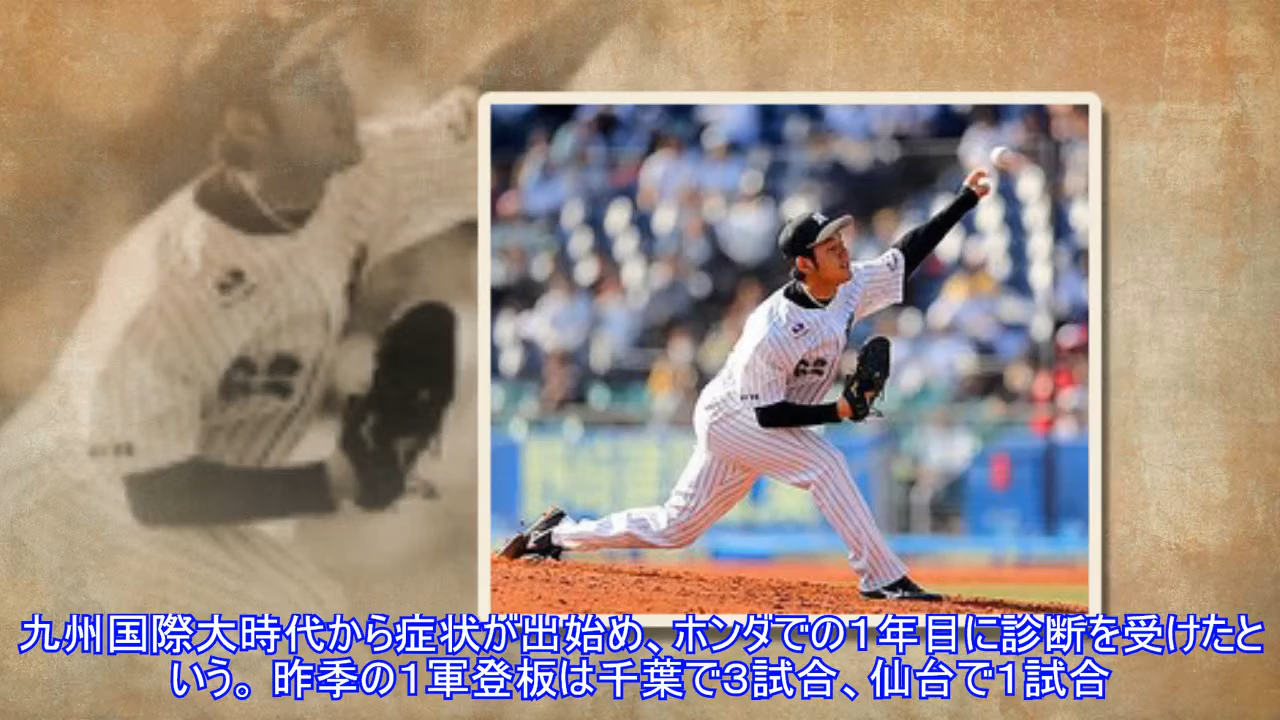 九州国際大時代から症状が出始め、ホンダでの１年目に診断を受けたと
いう。昨季の１軍登板は千葉で３試合、仙台で１試合